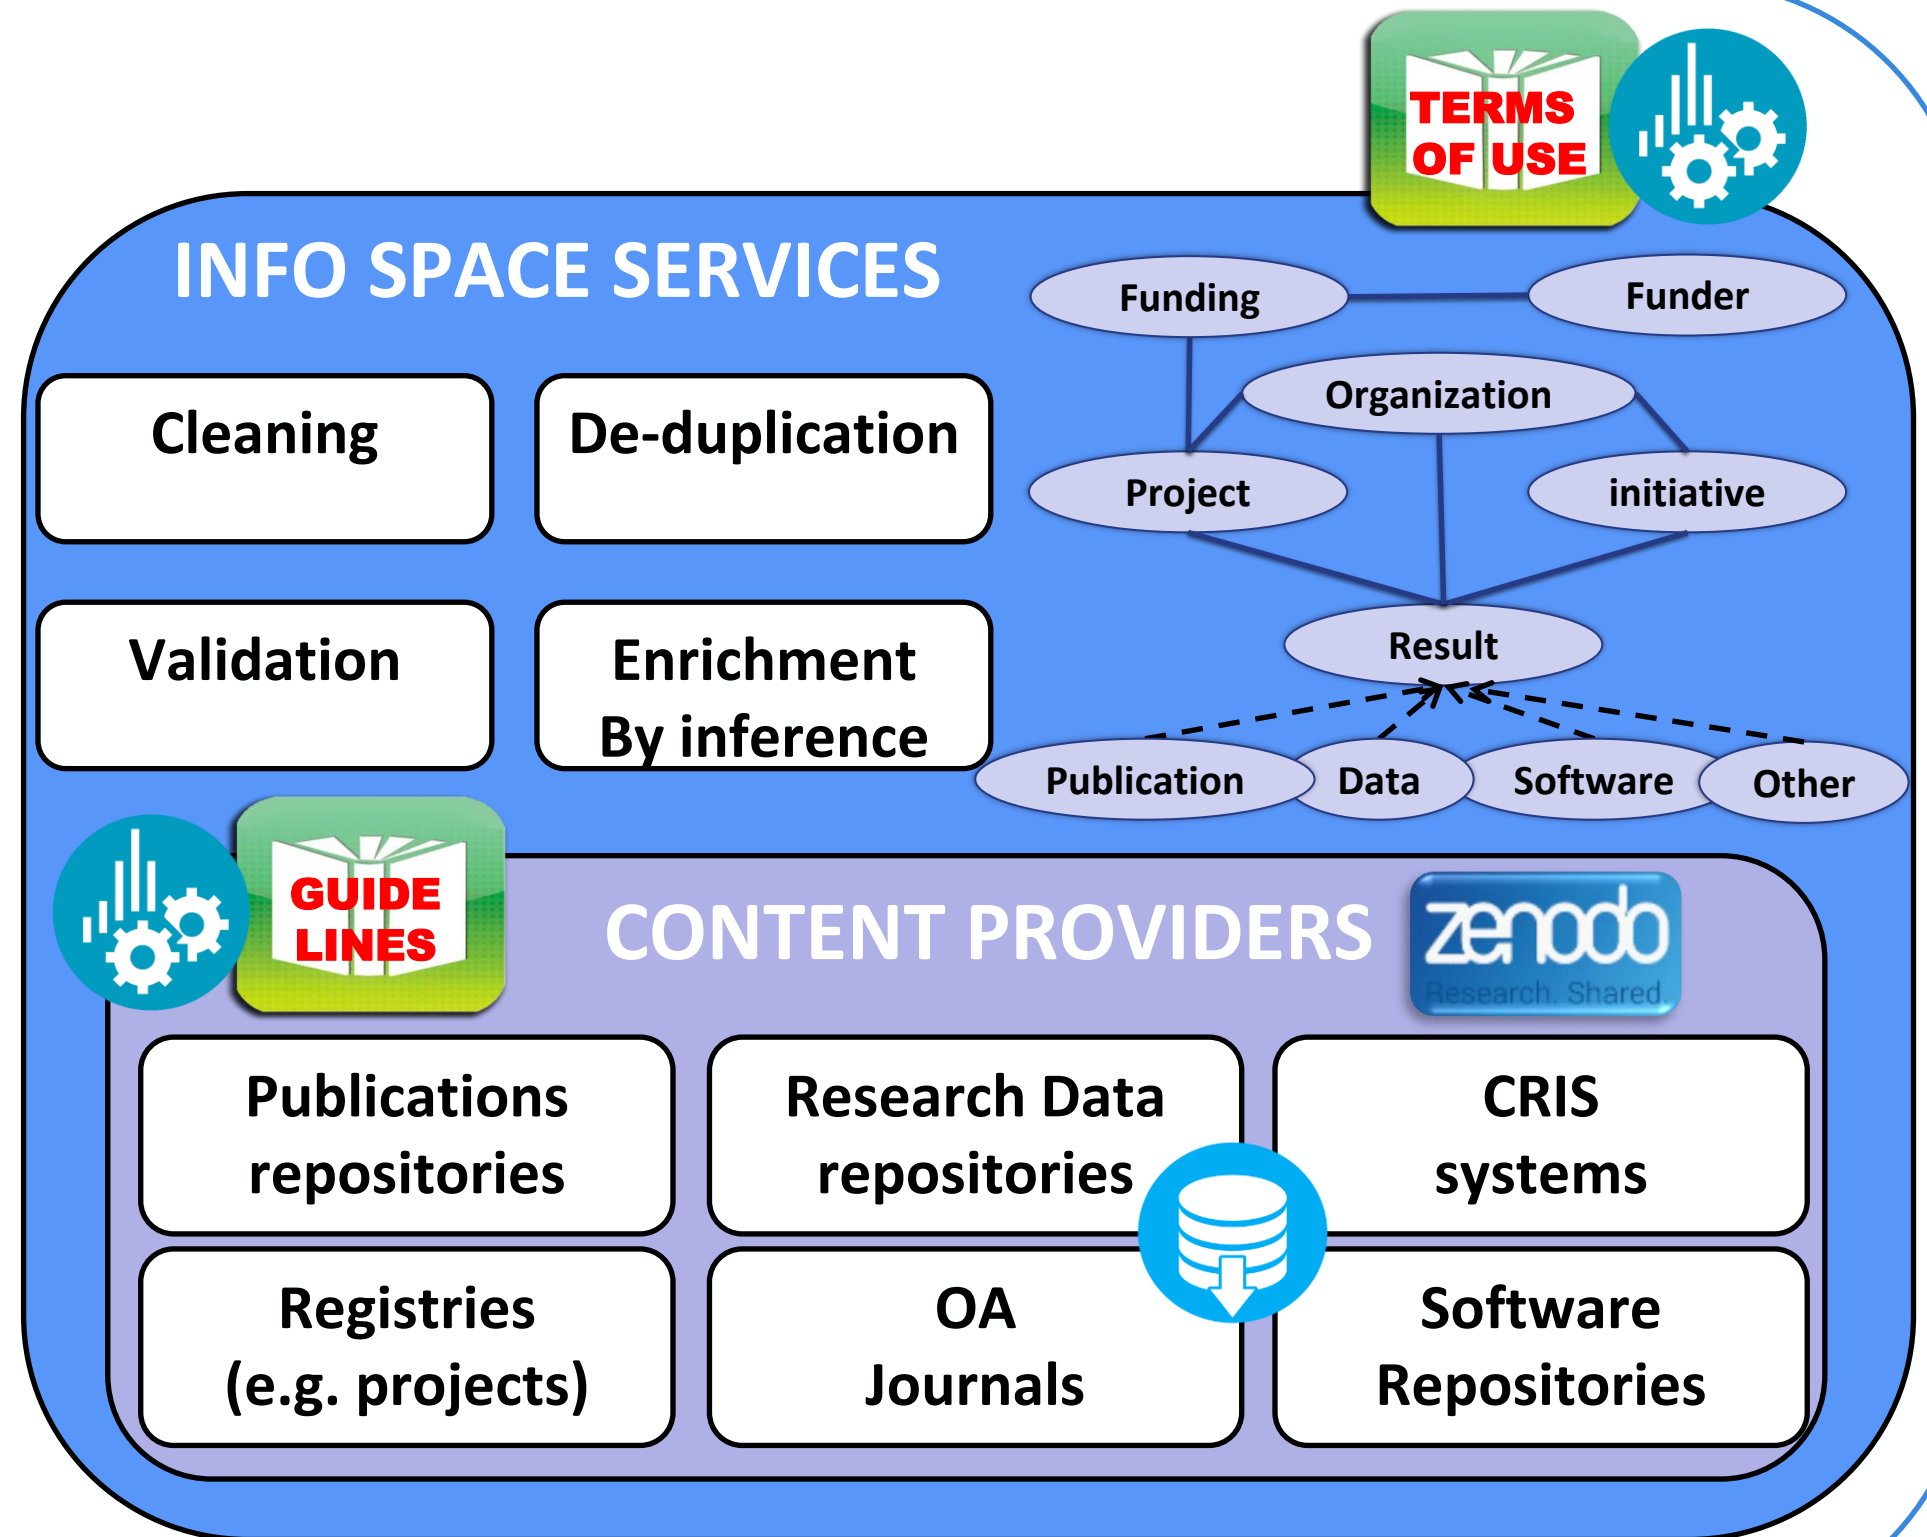 TERMS
OF USE
INFO SPACE SERVICES
Funding
Funder
Organization
Project
initiative
Result
Publication
Data
Software
Other
Cleaning
De-duplication
Validation
Enrichment
By inference
GUIDE
LINES
CONTENT PROVIDERS
zenodo
Research. Shared.
Publications
repositories
Research Data
repositories
CRIS
systems
Registries
(e.g. projects)
OA
Journals
Software
Repositories